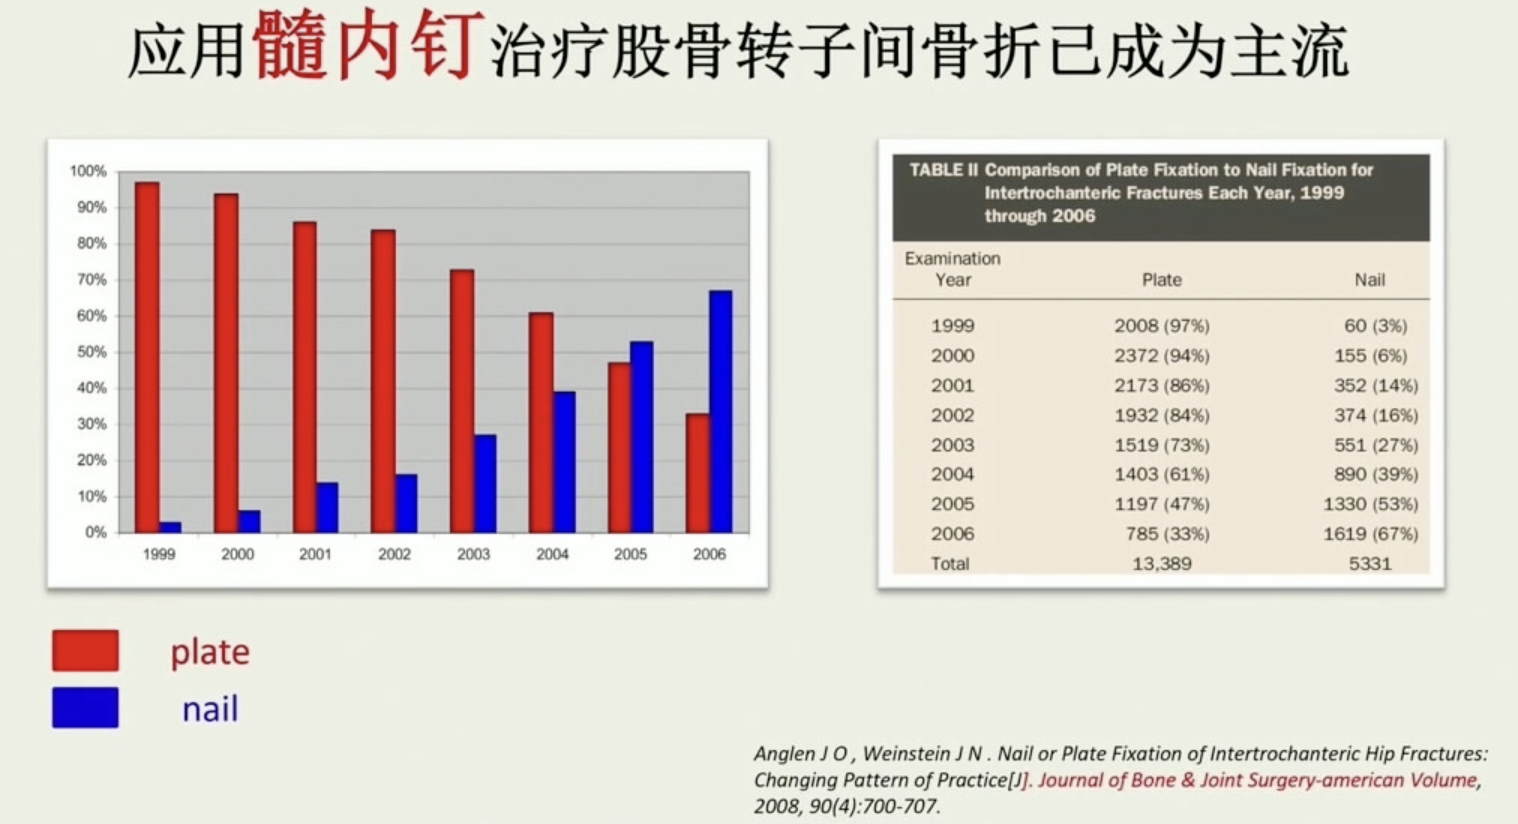 应用髓内钉治疗股骨转子间骨折已成为主流
100%
90%
80%
70%
60%
50%
40%
30%
20%
10%
0%
1999 2000 2001 2002 2003 2004 2005 2006
plate
nail
TABLE II Comparison of Plate Fixation to Nail Fixation for
Intertrochanteric Fractures Each Year, 1999
through 2006
Examination
Year Plate Nail
1999 2008 (97%) 60 (3%)
2000 2372 (94%) 155 (6%)
2001 2173 (86%) 352 (14%)
2002 1932 (84%) 374 (16%)
2003 1519 (73%) 551 (27%)
2004 1403 (61%) 890 (39%)
2005 1197 (47%) 1330 (53%)
2006 785 (33%) 1619 (67%)
Total 13,389 5331
Anglen J O , Weinstein J N . Nail or Plate Fixation of Intertrochanteric Hip Fractures:
Changing Pattern of Practice[J]. Journal of Bone & Joint Surgery-american Volume,
2008, 90(4):700-707.